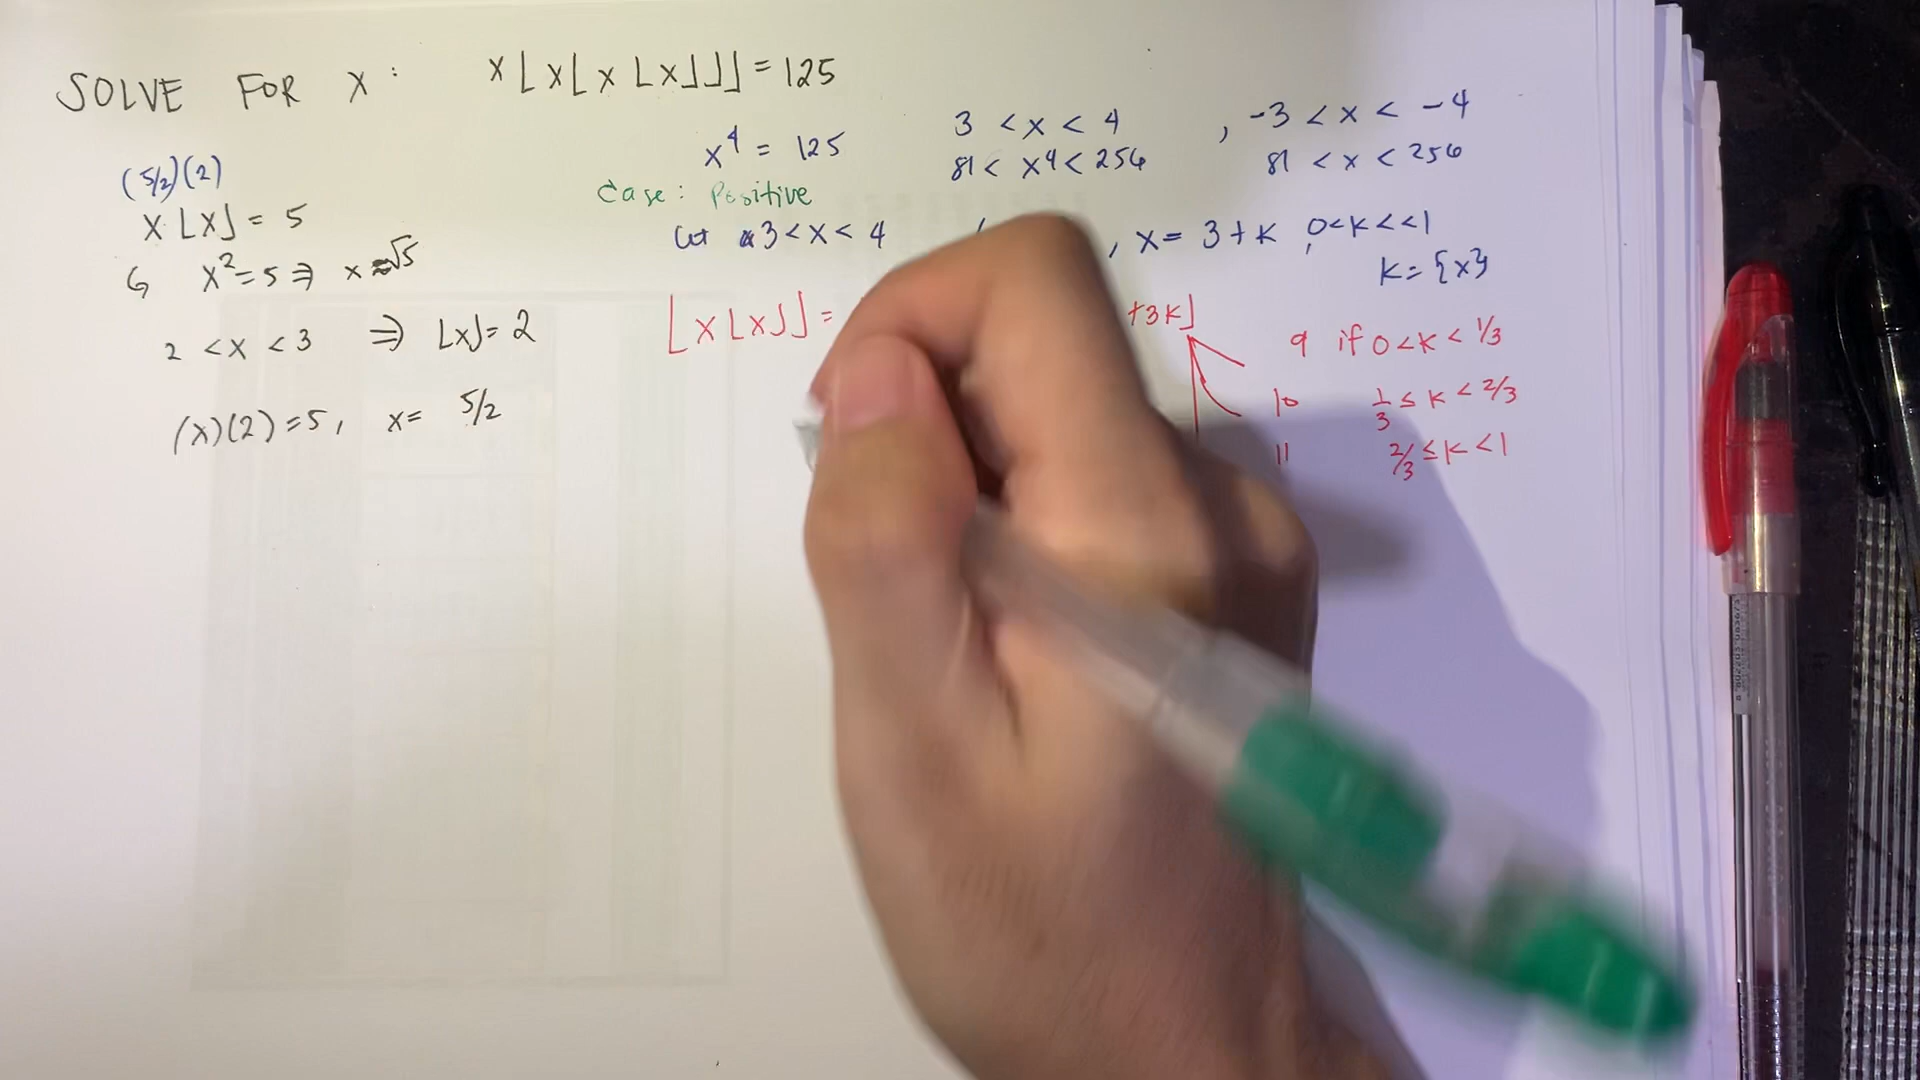 SOLVE FOR X : x⌊x⌊x⌊x⌋⌋⌋ = 125
(5/2)(2)
x⌊x⌋ = 5
x² = 5 ⇒ x = √5
2 < x < 3 ⇒ ⌊x⌋ = 2
(x)(2) = 5, x = 5/2
x⁴ = 125
3 < x < 4 , -3 < x < -4
81 < x⁴ < 256 81 < x < 256
Case: Positive
Let 3 < x < 4 , x = 3 + k , 0 < k < < 1
k = {x}
⌊x⌊x⌋⌋ = +3k⌋
9 if 0 < k < 1/3
10 1/3 ≤ k < 2/3
11 2/3 ≤ k < 1